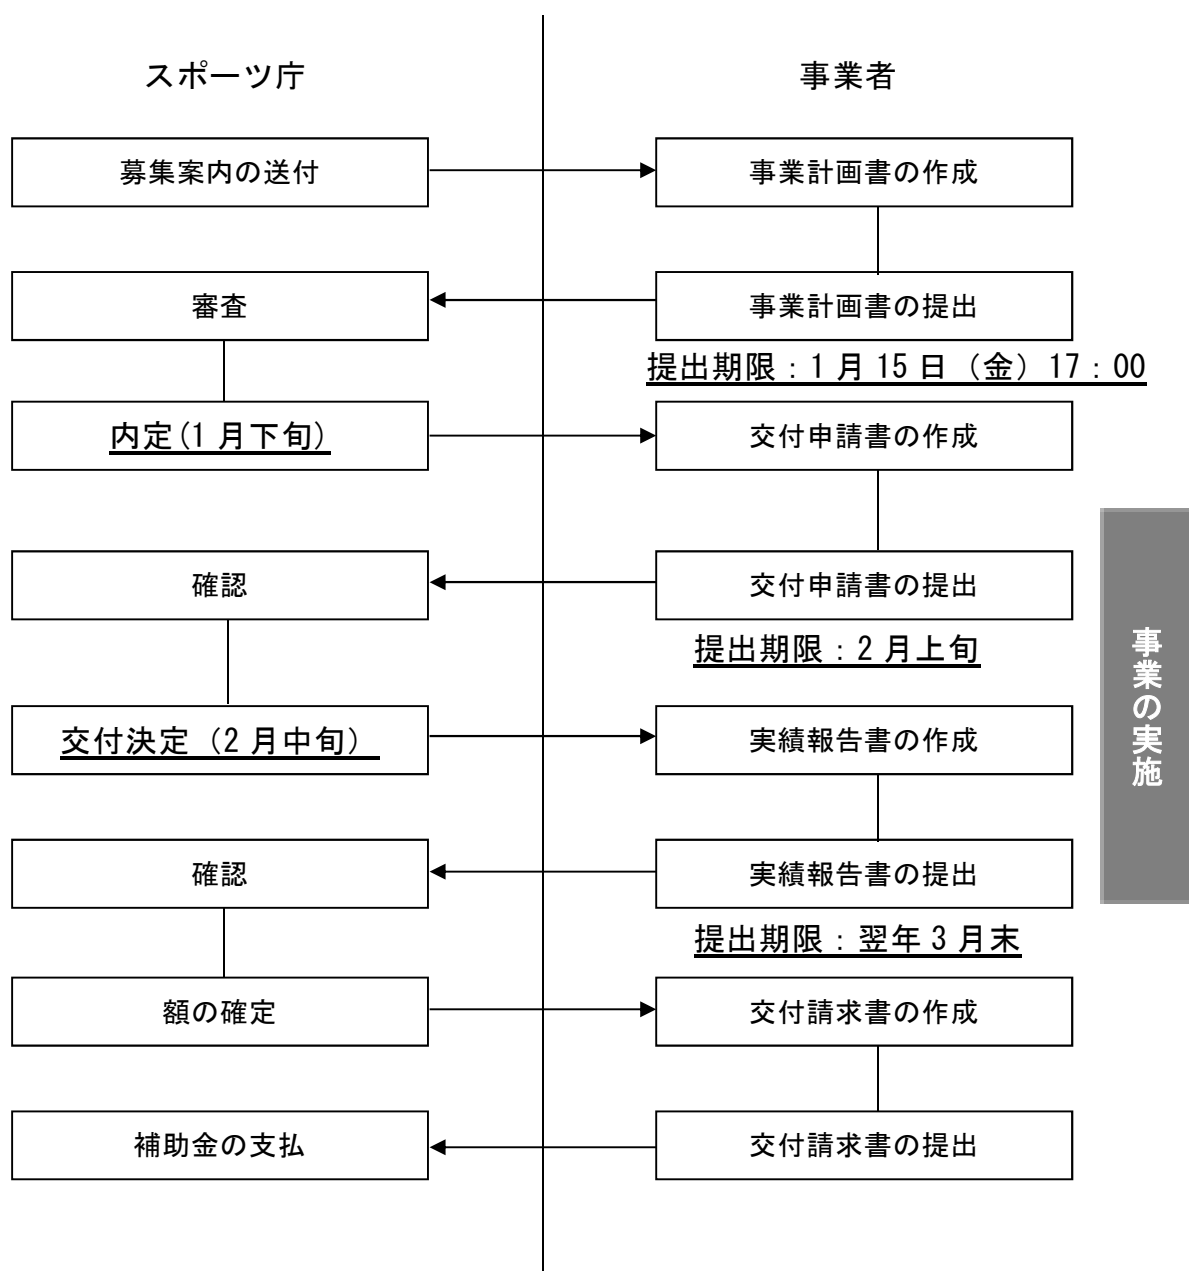 スポーツ庁
事業者
募集案内の送付
事業計画書の作成
審査
事業計画書の提出
提出期限：1月15日（金）17：00
内定(1月下旬)
交付申請書の作成
確認
交付申請書の提出
提出期限：2月上旬
交付決定（2月中旬）
実績報告書の作成
確認
実績報告書の提出
提出期限：翌年3月末
額の確定
交付請求書の作成
補助金の支払
交付請求書の提出
事業の実施